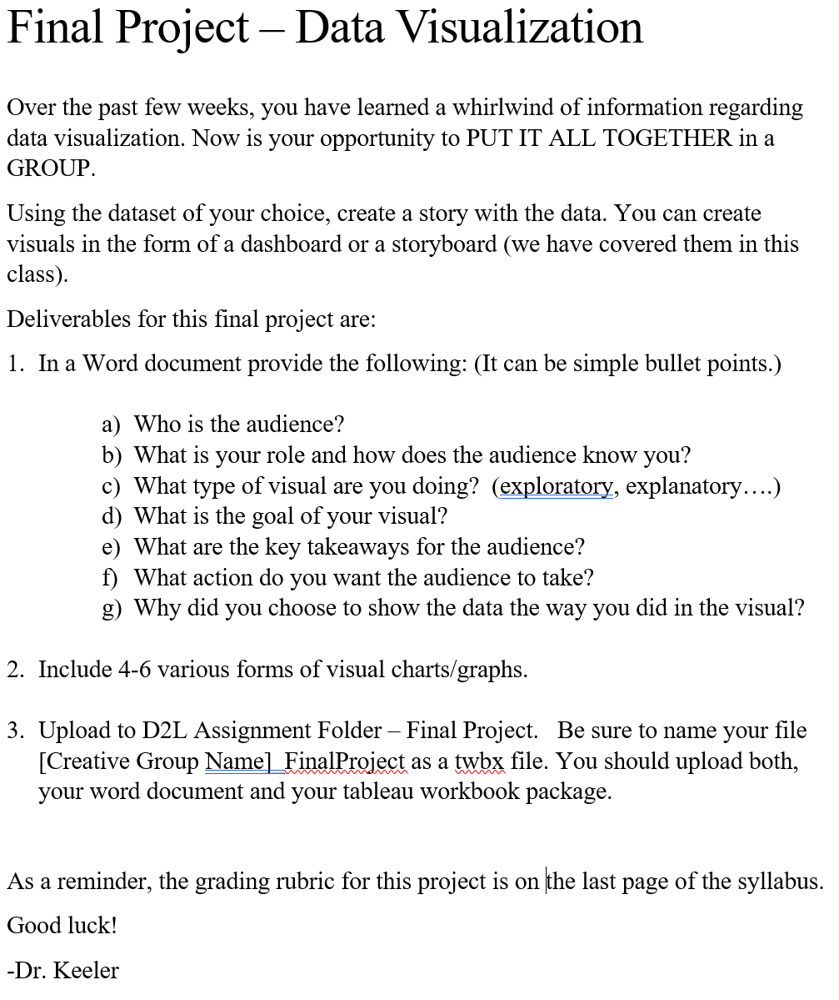 Final Project – Data Visualization
Over the past few weeks, you have learned a whirlwind of information regarding
data visualization. Now is your opportunity to PUT IT ALL TOGETHER in a
GROUP.
Using the dataset of your choice, create a story with the data. You can create
visuals in the form of a dashboard or a storyboard (we have covered them in this
class).
Deliverables for this final project are:
1. In a Word document provide the following: (It can be simple bullet points.)
a) Who is the audience?
b) What is your role and how does the audience know you?
c) What type of visual are you doing? (exploratory, explanatory….)
d) What is the goal of your visual?
e) What are the key takeaways for the audience?
f) What action do you want the audience to take?
g) Why did you choose to show the data the way you did in the visual?
2. Include 4-6 various forms of visual charts/graphs.
3. Upload to D2L Assignment Folder – Final Project. Be sure to name your file
[Creative Group Name]_FinalProject as a twbx file. You should upload both,
your word document and your tableau workbook package.
As a reminder, the grading rubric for this project is on the last page of the syllabus.
Good luck!
-Dr. Keeler